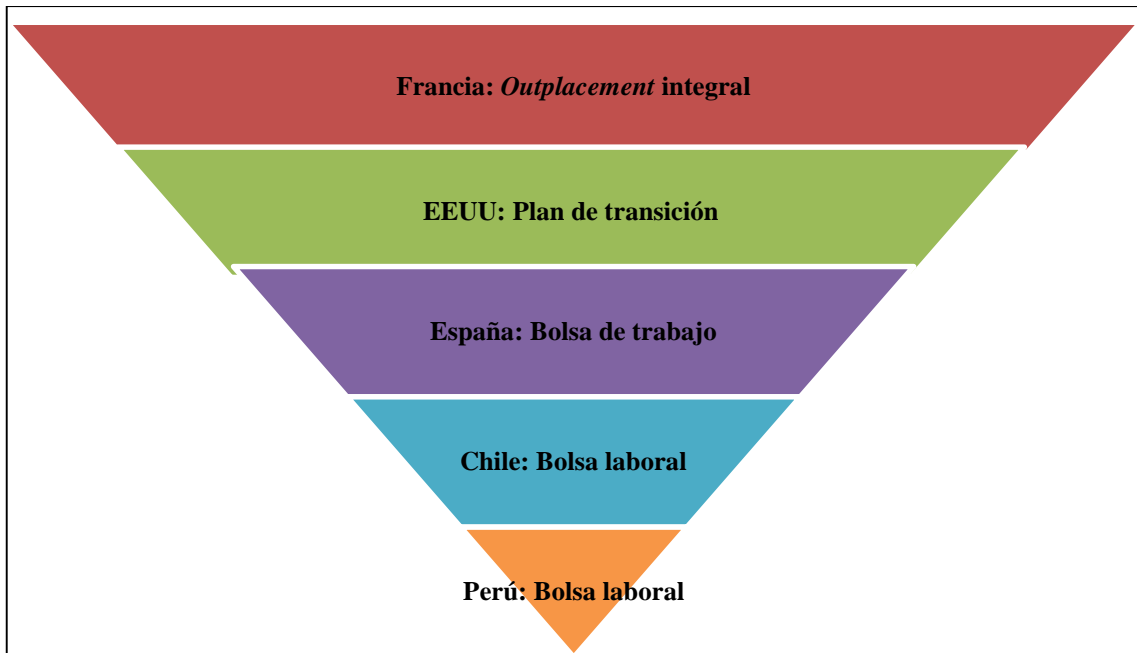 Francia: Outplacement integral
EEUU: Plan de transición
España: Bolsa de trabajo
Chile: Bolsa laboral
Perú: Bolsa laboral